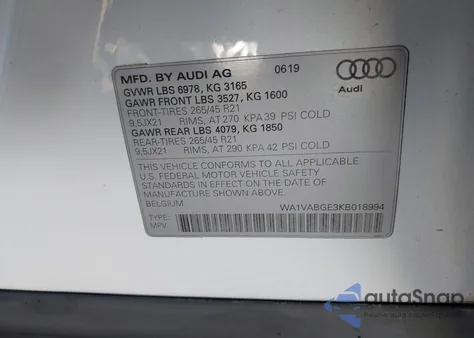 MFD. BY AUDI AG 0619
GVWR LBS 6978, KG 3165
GAWR FRONT LBS 3527, KG 1600
FRONT-TIRES 265/45 R21
9,5JX21 RIMS, AT 270 KPA 39 PSI COLD
GAWR REAR LBS 4079, KG 1850
REAR-TIRES 265/45 R21
9,5JX21 RIMS, AT 290 KPA 42 PSI COLD
Audi
THIS VEHICLE CONFORMS TO ALL APPLICABLE
U.S. FEDERAL MOTOR VEHICLE SAFETY
STANDARDS IN EFFECT ON THE DATE OF
MANUFACTURE SHOWN ABOVE.
BELGIUM WA1VABGE3KB018994
TYPE:
MPV
autoSnap